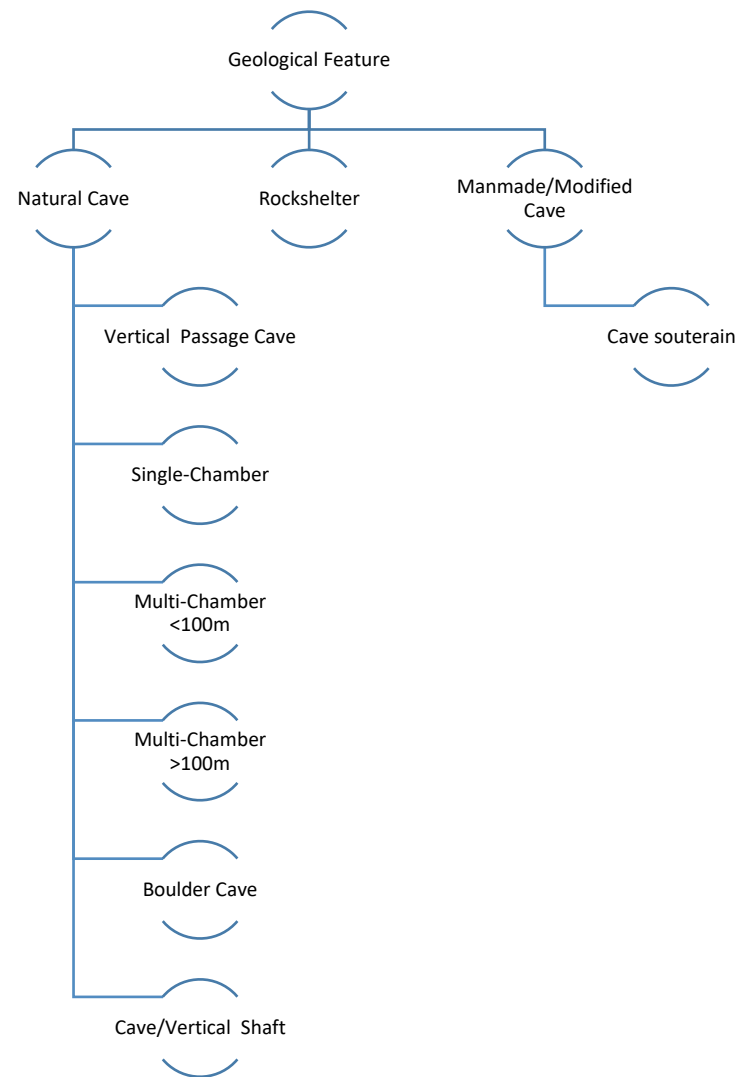 Geological Feature
Natural Cave
Rockshelter
Manmade/Modified
Cave
Vertical  Passage Cave
Cave souterain
Single-Chamber
Multi-Chamber
<100m
Multi-Chamber
>100m
Boulder Cave
Cave/Vertical  Shaft